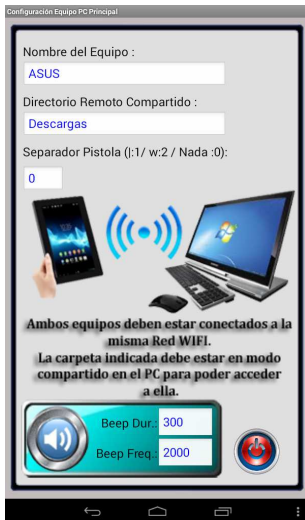 Configuración Equipo PC Principal
Nombre del Equipo :
ASUS
Directorio Remoto Compartido :
Descargas
Separador Pistola (|:1/ w:2 / Nada :0):
0
Ambos equipos deben estar conectados a la
misma Red WIFI.
La carpeta indicada debe estar en modo
compartido en el PC para poder acceder
a ella.
Beep Dur.: 300
Beep Freq.: 2000